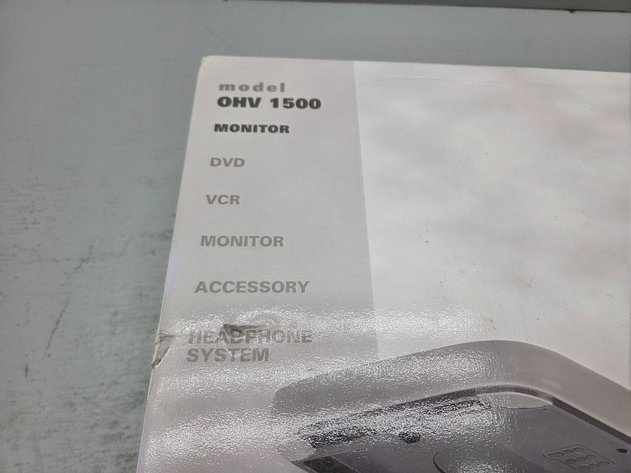 model
OHV 1500
MONITOR
DVD
VCR
MONITOR
ACCESSORY
HEADPHONE
SYSTEM